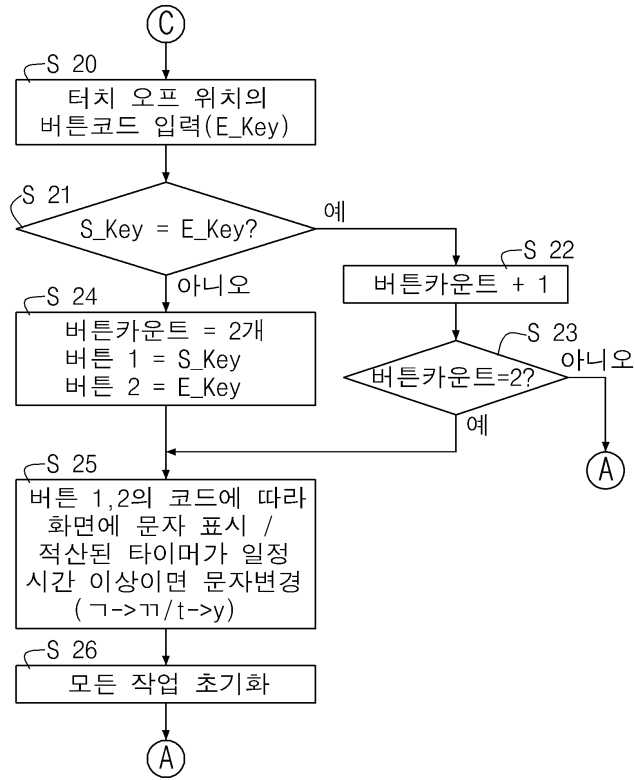 C
S 20
터치 오프 위치의
버튼코드 입력(E_Key)
S 21
S_Key = E_Key?
예
아니오
S 22
버튼카운트 + 1
S 24
버튼카운트 = 2개
버튼 1 = S_Key
버튼 2 = E_Key
S 23
버튼카운트=2?
아니오
예
A
S 25
버튼 1,2의 코드에 따라
화면에 문자 표시 /
적산된 타이머가 일정
시간 이상이면 문자변경
(ㄱ->ㄲ/t->y)
S 26
모든 작업 초기화
A